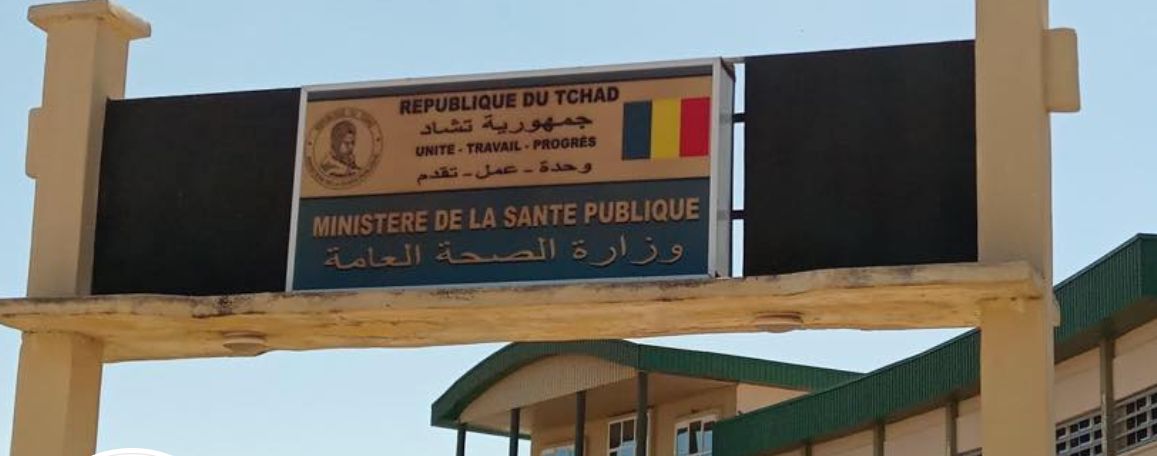 REPUBLIQUE DU TCHAD
جمهورية تشاد
UNITE - TRAVAIL - PROGRÈS
وحدة - عمل - تقدم
MINISTERE DE LA SANTE PUBLIQUE
وزارة الصحة العامة